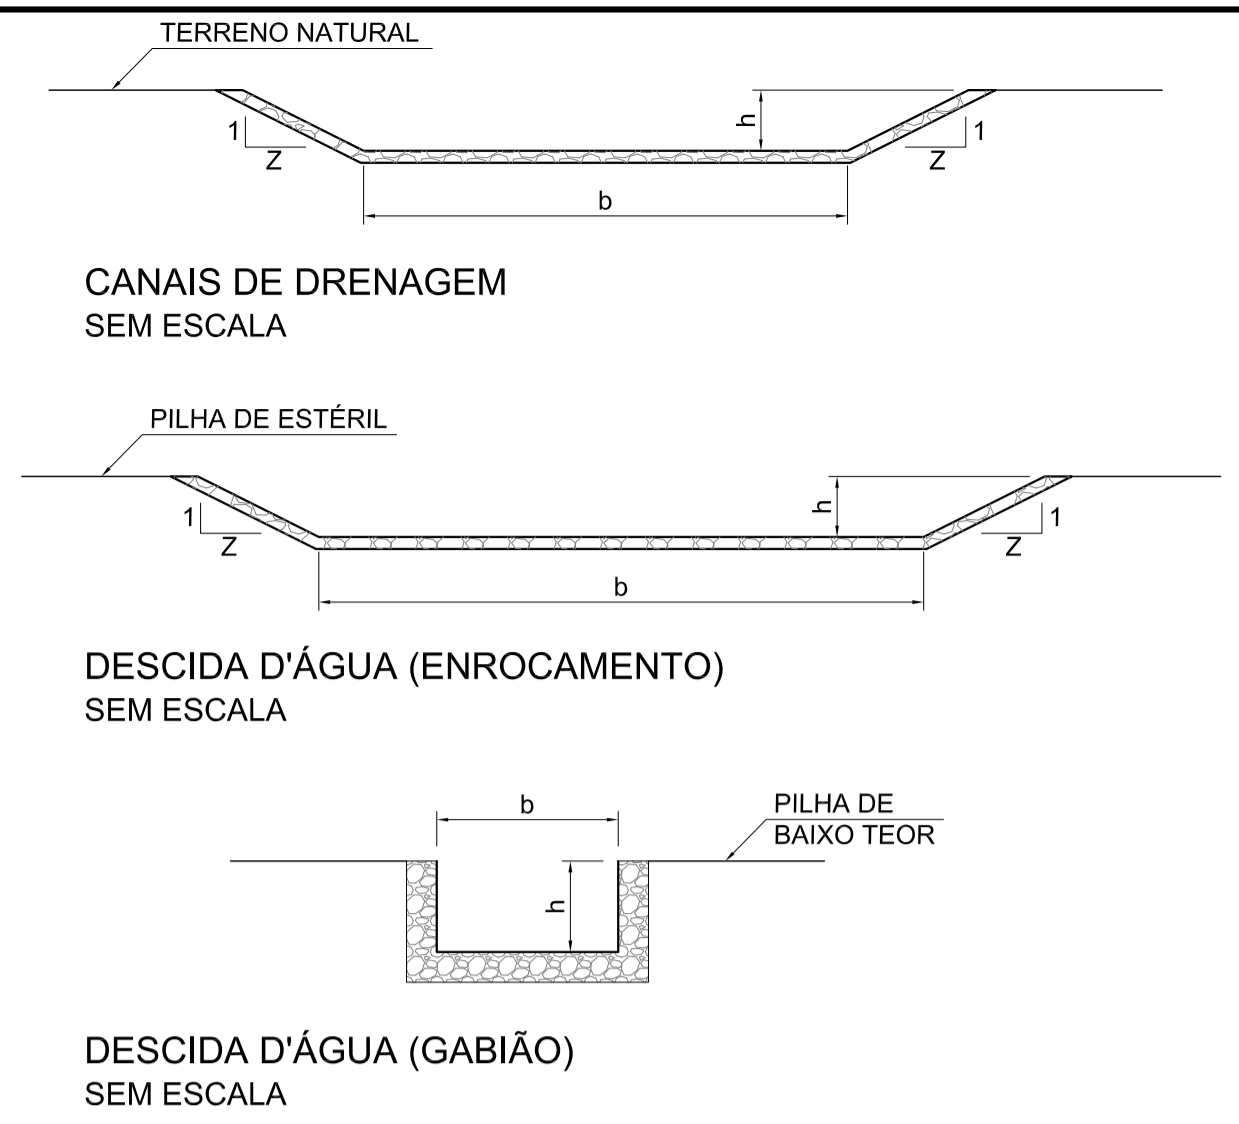 TERRENO NATURAL
h
1
Z
1
Z
b
CANAIS DE DRENAGEM
SEM ESCALA
PILHA DE ESTÉRIL
h
1
Z
1
Z
b
DESCIDA D'ÁGUA (ENROCAMENTO)
SEM ESCALA
b
PILHA DE
BAIXO TEOR
h
DESCIDA D'ÁGUA (GABIÃO)
SEM ESCALA